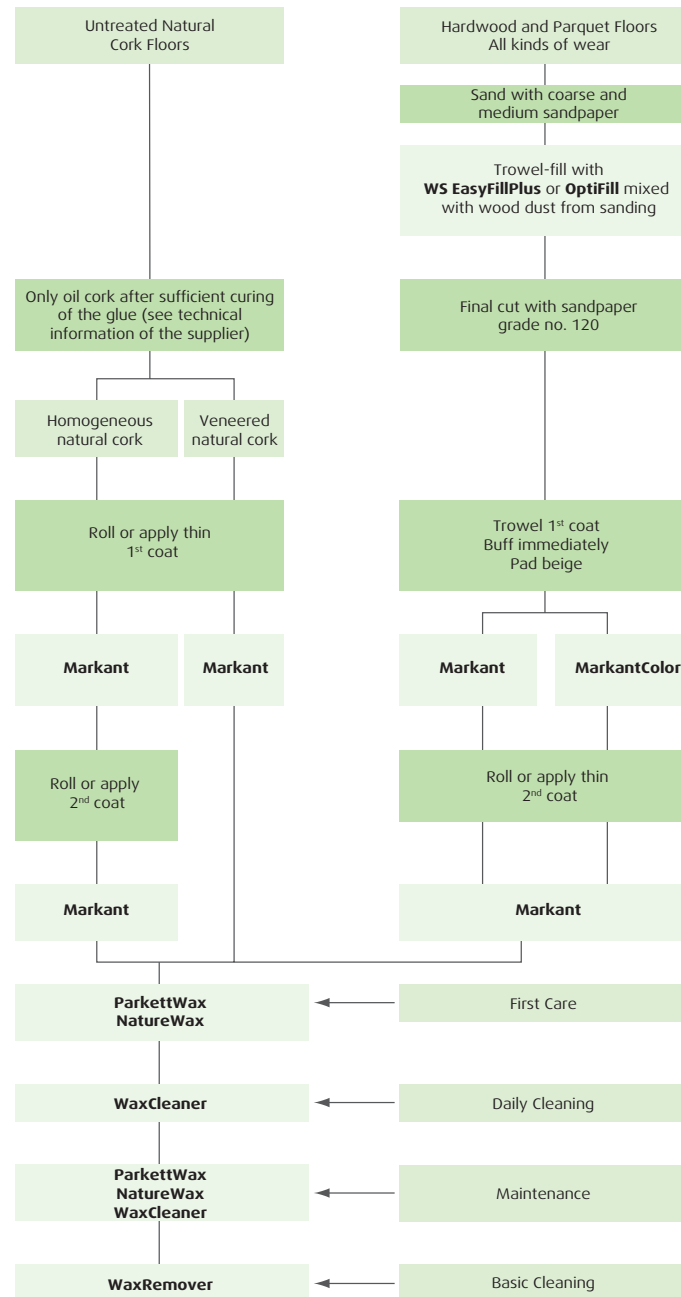 Untreated Natural
Cork Floors
Hardwood and Parquet Floors
All kinds of wear
Sand with coarse and
medium sandpaper
Trowel-fill with
WS EasyFillPlus or OptiFill mixed
with wood dust from sanding
Only oil cork after sufficient curing
of the glue (see technical
information of the supplier)
Final cut with sandpaper
grade no. 120
Homogeneous
natural cork
Veneered
natural cork
Roll or apply thin
1st coat
Trowel 1st coat
Buff immediately
Pad beige
Markant
Markant
Markant
MarkantColor
Roll or apply
2nd coat
Roll or apply thin
2nd coat
Markant
Markant
ParkettWax
NatureWax
First Care
WaxCleaner
Daily Cleaning
ParkettWax
NatureWax
WaxCleaner
Maintenance
WaxRemover
Basic Cleaning